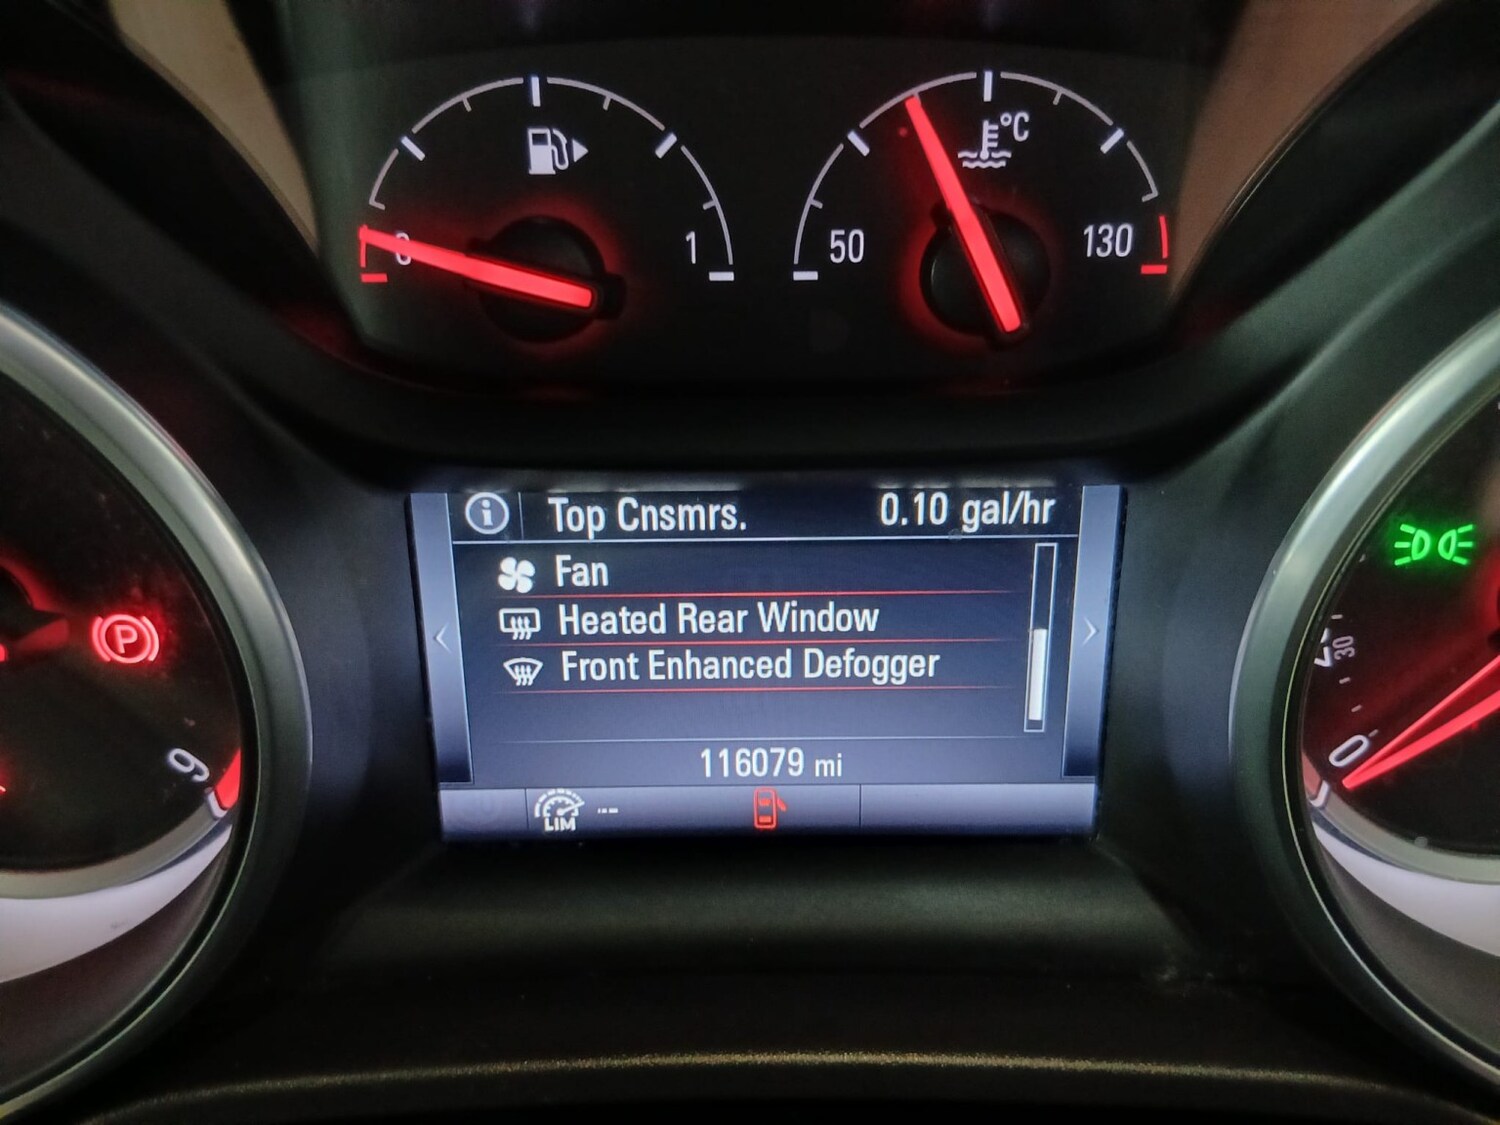 °C
0 1
50 130
Top Cnsmrs. 0.10 gal/hr
Fan
Heated Rear Window
Front Enhanced Defogger
116079 mi
LIM ---
P
6
30
0